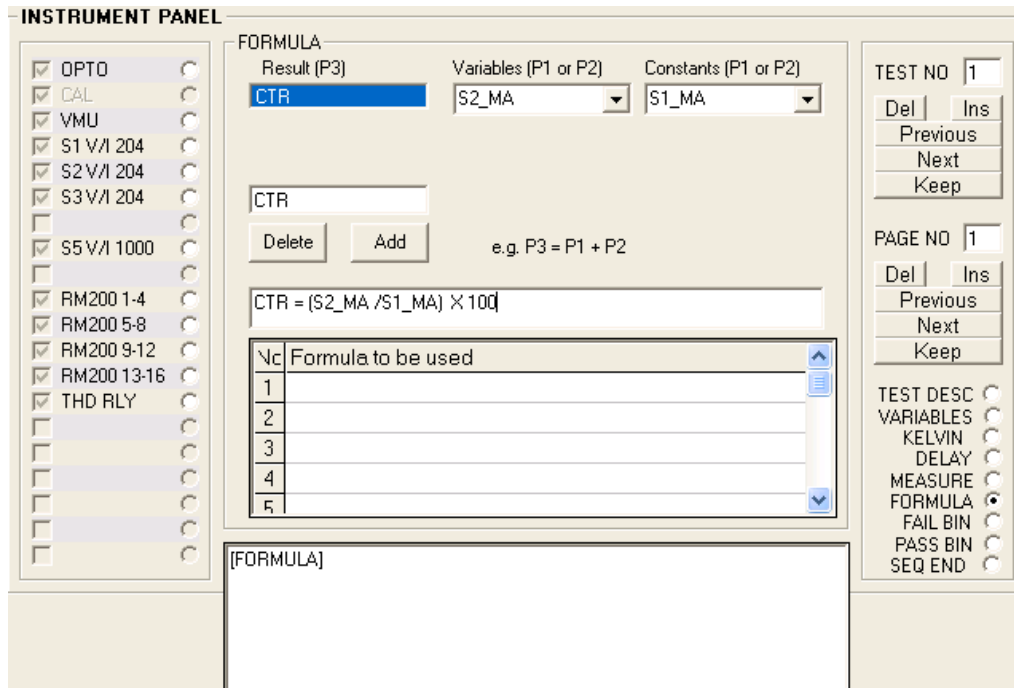 INSTRUMENT PANEL
OPTO
CAL
VMU
S1 V/I 204
S2 V/I 204
S3 V/I 204
S5 V/I 1000
RM200 1-4
RM200 5-8
RM200 9-12
RM200 13-16
THD RLY
FORMULA
Result (P3) Variables (P1 or P2) Constants (P1 or P2)
CTR S2_MA S1_MA
CTR
Delete Add e.g. P3 = P1 + P2
CTR = (S2_MA /S1_MA) X 100
No Formula to be used
1
2
3
4
5
[FORMULA]
TEST NO 1
Del Ins
Previous
Next
Keep
PAGE NO 1
Del Ins
Previous
Next
Keep
TEST DESC
VARIABLES
KELVIN
DELAY
MEASURE
FORMULA
FAIL BIN
PASS BIN
SEQ END